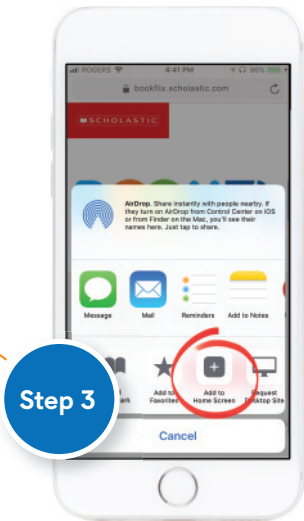 ROGERS 4:41 PM 96%
bookflix.scholastic.com
SCHOLASTIC
AirDrop. Share instantly with people nearby. If
they turn on AirDrop from Control Center on iOS
or from Finder on the Mac, you'll see their
names here. Just tap to share.
Message Mail Reminders Add to Notes
Add to Favorites
Add to Home Screen
Request Desktop Site
Step 3
Cancel